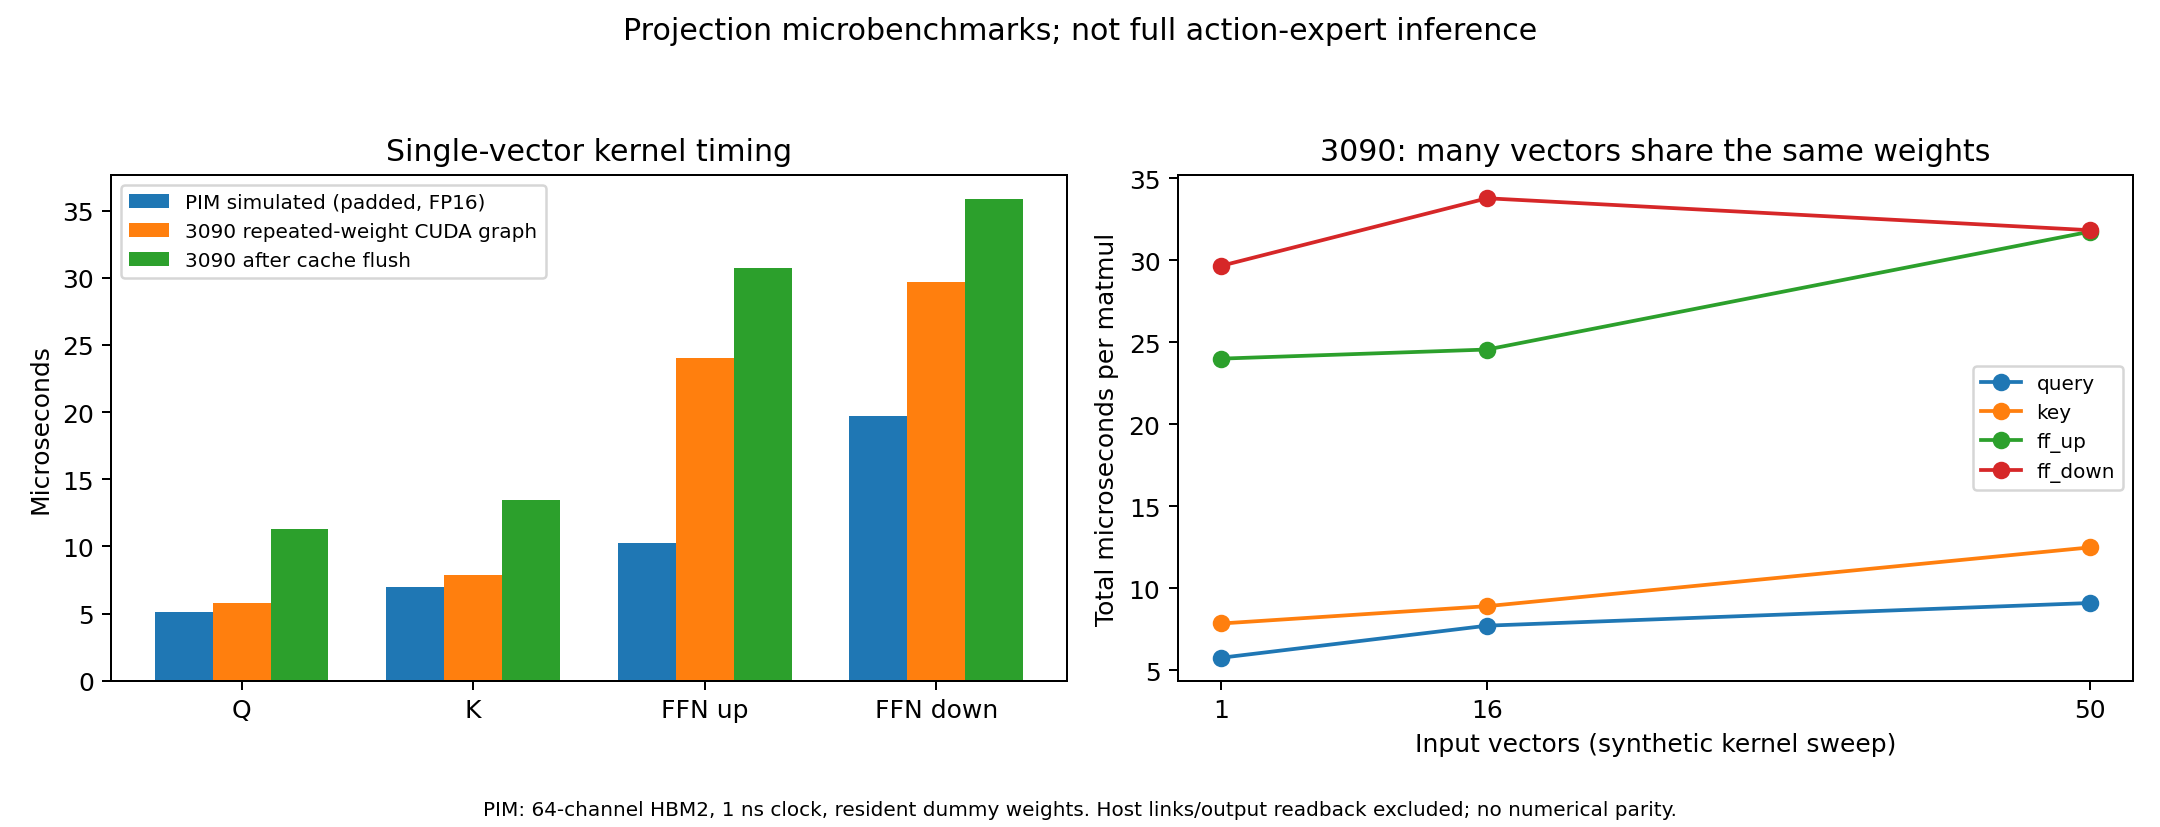 Projection microbenchmarks; not full action-expert inference
Single-vector kernel timing
PIM simulated (padded, FP16)
3090 repeated-weight CUDA graph
3090 after cache flush
Microseconds
35
30
25
20
15
10
5
0
Q
K
FFN up
FFN down
3090: many vectors share the same weights
Total microseconds per matmul
35
30
25
20
15
10
5
query
key
ff_up
ff_down
1
16
50
Input vectors (synthetic kernel sweep)
PIM: 64-channel HBM2, 1 ns clock, resident dummy weights. Host links/output readback excluded; no numerical parity.